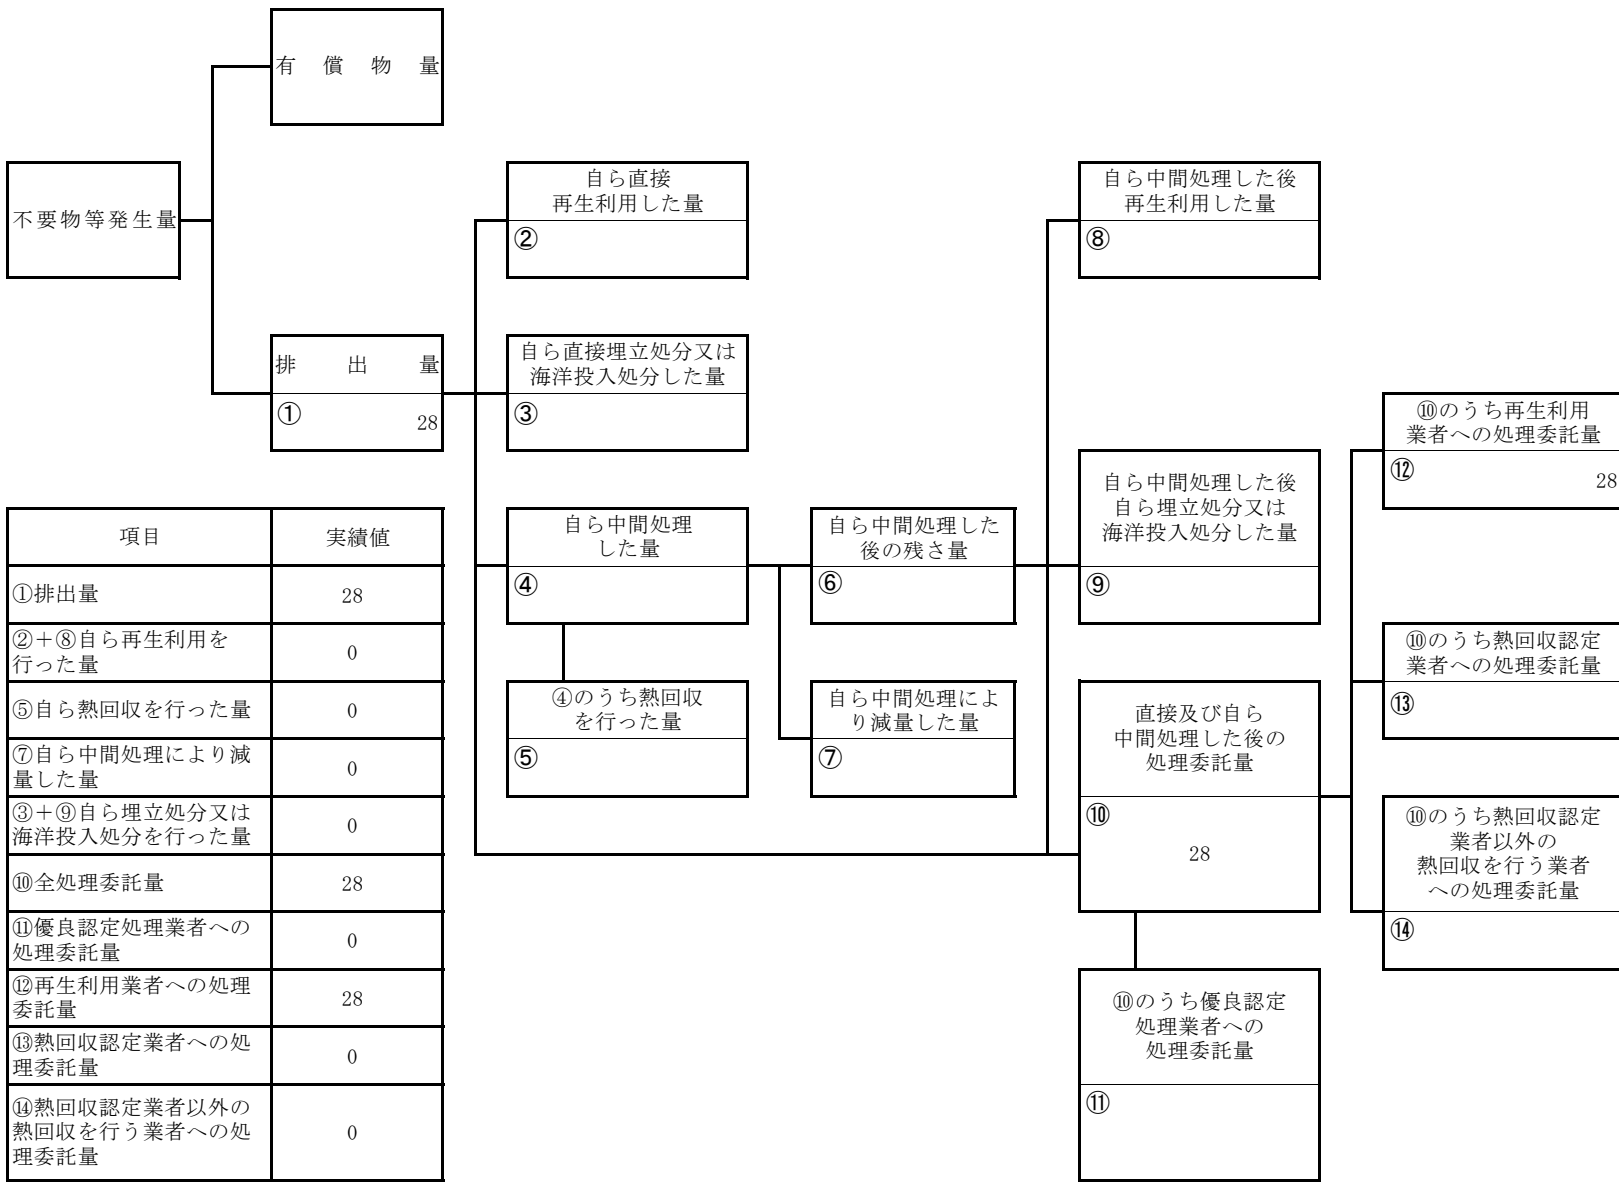 有償物量
不要物等発生量
排出量
①
28
自ら直接
再生利用した量
②
自ら直接埋立処分又は
海洋投入処分した量
③
自ら中間処理
した量
④
④のうち熱回収
を行った量
⑤
自ら中間処理した
後の残さ量
⑥
自ら中間処理によ
り減量した量
⑦
自ら中間処理した後
再生利用した量
⑧
自ら中間処理した後
自ら埋立処分又は
海洋投入処分した量
⑨
直接及び自ら
中間処理した後の
処理委託量
⑩
28
⑩のうち優良認定
処理業者への
処理委託量
⑪
⑩のうち再生利用
業者への処理委託量
⑫
28
⑩のうち熱回収認定
業者への処理委託量
⑬
⑩のうち熱回収認定
業者以外の
熱回収を行う業者
への処理委託量
⑭
項目
実績値
①排出量
28
②+⑧自ら再生利用を
行った量
0
⑤自ら熱回収を行った量
0
⑦自ら中間処理により減
量した量
0
③+⑨自ら埋立処分又は
海洋投入処分を行った量
0
⑩全処理委託量
28
⑪優良認定処理業者への
処理委託量
0
⑫再生利用業者への処理
委託量
28
⑬熱回収認定業者への処
理委託量
0
⑭熱回収認定業者以外の
熱回収を行う業者への処
理委託量
0